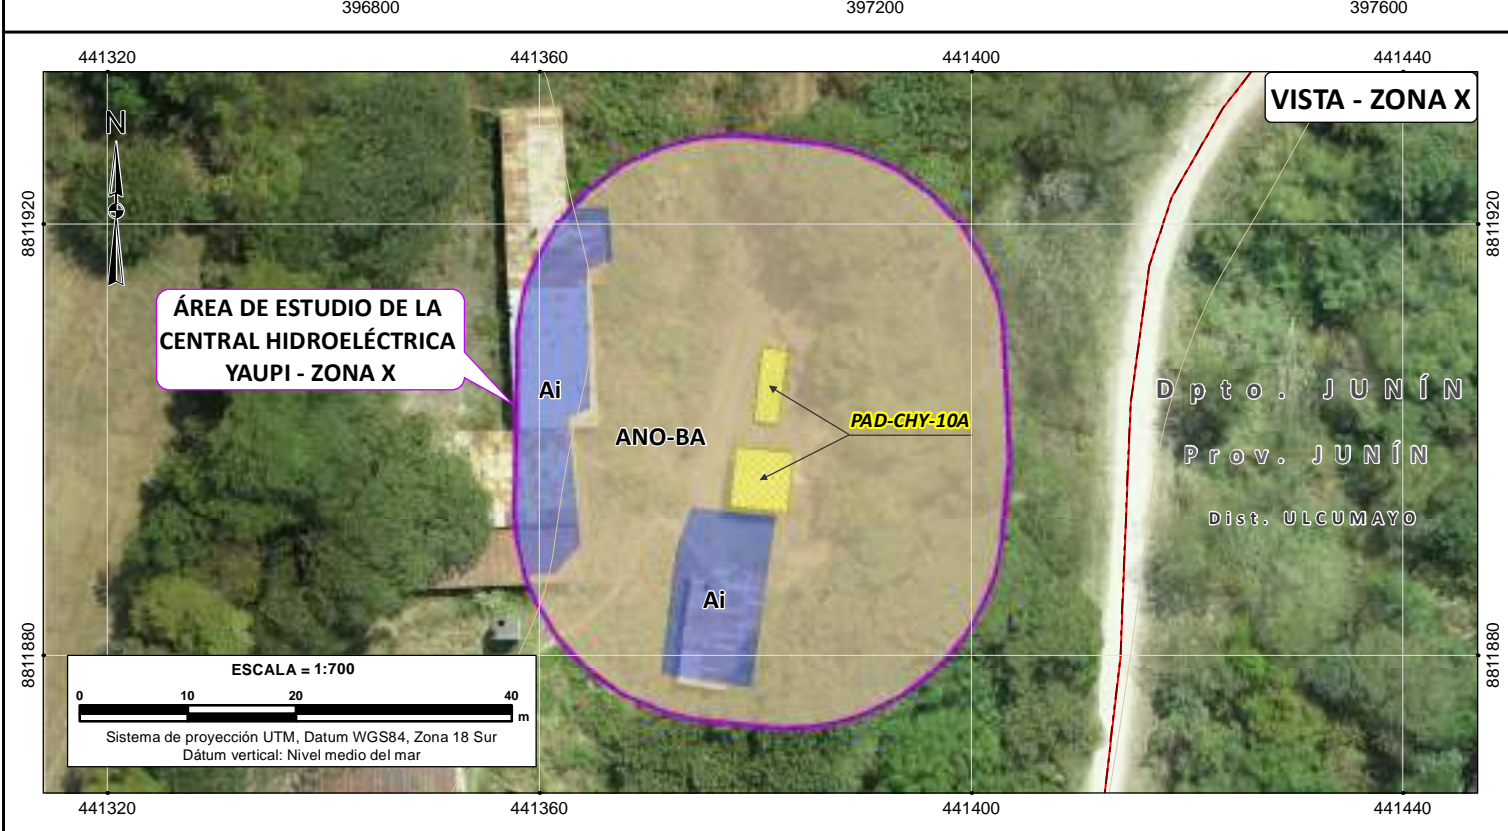 396800 397200 397600
441320 441360 441400 441440
VISTA - ZONA X
N
8811920 8811920
ÁREA DE ESTUDIO DE LA
CENTRAL HIDROELÉCTRICA
YAUPI - ZONA X
Ai
ANO-BA
PAD-CHY-10A
Dpto. JUNÍN
Prov. JUNÍN
Dist. ULCUMAYO
Ai
8811880 8811880
ESCALA = 1:700
0 10 20 40
m
Sistema de proyección UTM, Datum WGS84, Zona 18 Sur
Dátum vertical: Nivel medio del mar
441320 441360 441400 441440